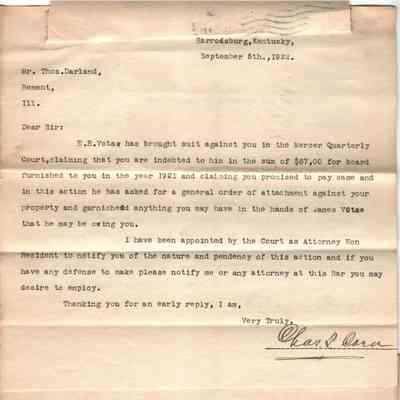 Harrodsburg,Kentucky,
September 5th.,1922.
Mr. Thos.Darland,
Bement,
Ill.
Dear Sir:
E.E.Votaw has brought suit against you in the Mercer Quarterly
Court,claiming that you are indebted to him in the sum of $67,00 for board
furnished to you in the year 1921 and claiming you promised to pay same and
in this action he has asked for a general order of attachment against your
property and garnished anything you may have in the hands of James Votaw
that he may be owing you.
I have been appointed by the Court as Attorney Non
Resident to notify you of the nature and pendency of this action and if you
have any defense to make please notify me or any attorney at this Bar you may
desire to employ.
Thanking you for an early reply, I am,
Very Truly,
Chas.